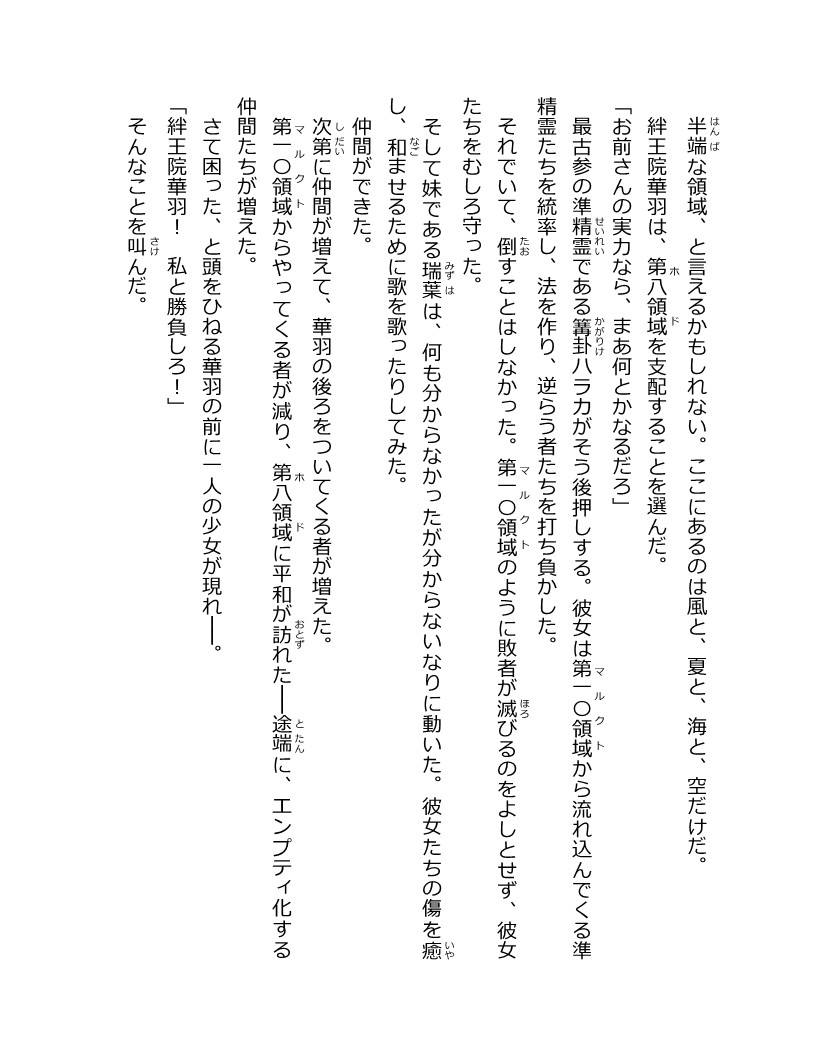 半端な領域、と言えるかもしれない。ここにあるのは風と、夏と、海と、空だけだ。
絆王院華羽は、第八領域を支配することを選んだ。
「お前さんの実力なら、まあ何とかなるだろ」
最古参の準精霊である篝卦ハラカがそう後押しする。彼女は第一〇領域から流れ込んでくる準
精霊たちを統率し、法を作り、逆らう者たちを打ち負かした。
それでいて、倒すことはしなかった。第一〇領域のように敗者が滅びるのをよしとせず、彼女
たちをむしろ守った。
そして妹である瑞葉は、何も分からなかったが分からないなりに動いた。彼女たちの傷を癒
し、和ませるために歌を歌ったりしてみた。
仲間ができた。
次第に仲間が増えて、華羽の後ろをついてくる者が増えた。
第一〇領域からやってくる者が減り、第八領域に平和が訪れた――途端に、エンプティ化する
仲間たちが増えた。
さて困った、と頭をひねる華羽の前に一人の少女が現れ――。
「絆王院華羽！　私と勝負しろ！」
そんなことを叫んだ。